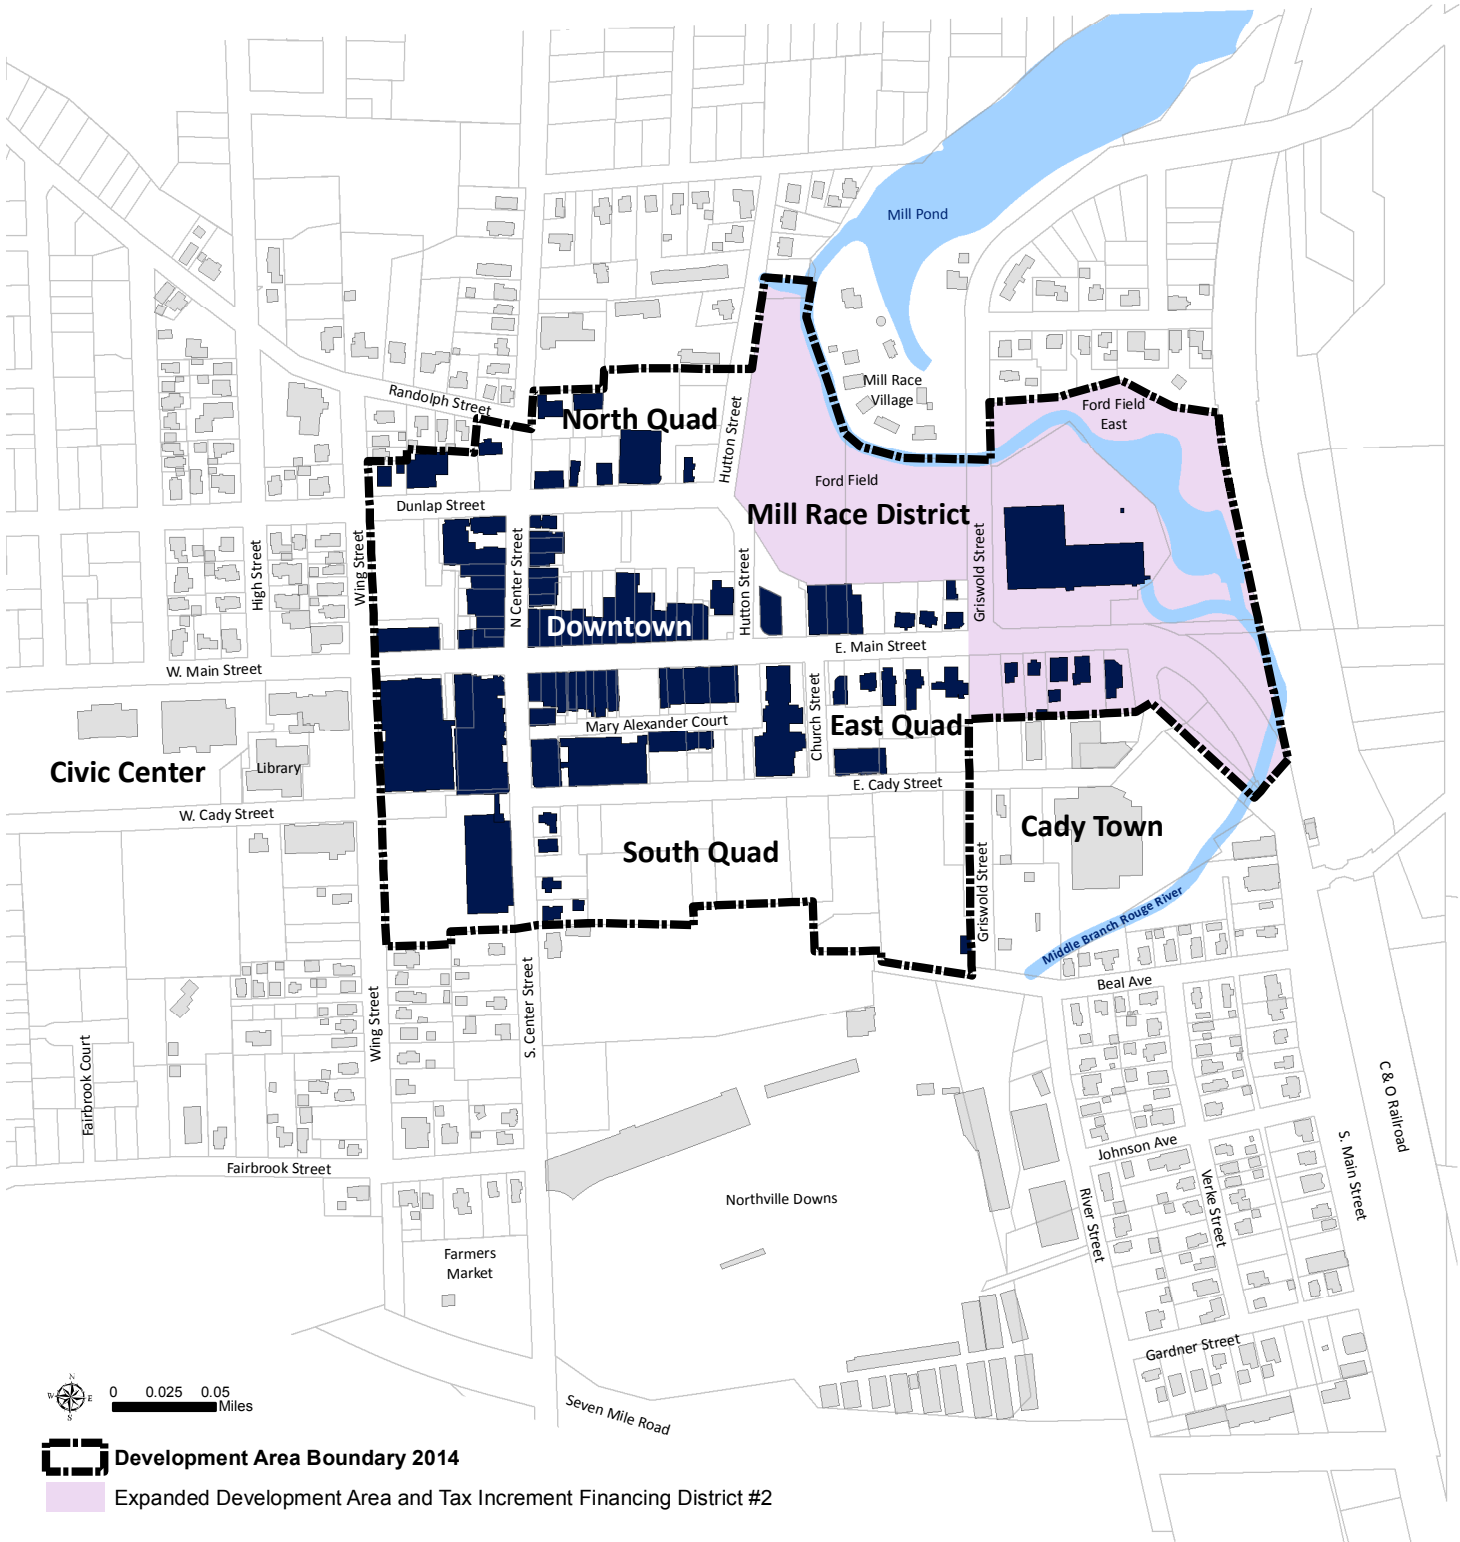 Mill Pond
Mill Race
Village
Randolph Street
North Quad
Hutton Street
Ford Field
East
Ford Field
Dunlap Street
Mill Race District
High Street
Wing Street
N Center Street
Hutton Street
Griswold Street
Downtown
E. Main Street
W. Main Street
Church Street
Mary Alexander Court
East Quad
Civic Center
Library
E. Cady Street
W. Cady Street
Cady Town
South Quad
Griswold Street
Middle Branch Rouge River
Beal Ave
Wing Street
S. Center Street
Fairbrook Court
C & O Railroad
Johnson Ave
S. Main Street
Fairbrook Street
Verke Street
River Street
Northville Downs
Farmers
Market
Gardner Street
Seven Mile Road
N
W E
S
0 0.025 0.05
Miles
Development Area Boundary 2014
Expanded Development Area and Tax Increment Financing District #2